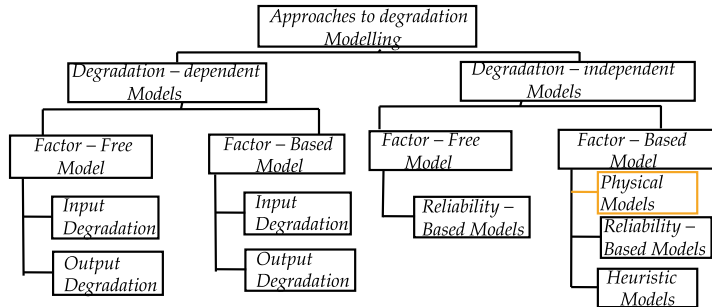 Approaches to degradation
Modelling
Degradation – dependent
Models
Degradation – independent
Models
Factor – Free
Model
Factor – Based
Model
Factor – Free
Model
Factor – Based
Model
Input
Degradation
Output
Degradation
Input
Degradation
Output
Degradation
Reliability –
Based Models
Physical
Models
Reliability –
Based Models
Heuristic
Models